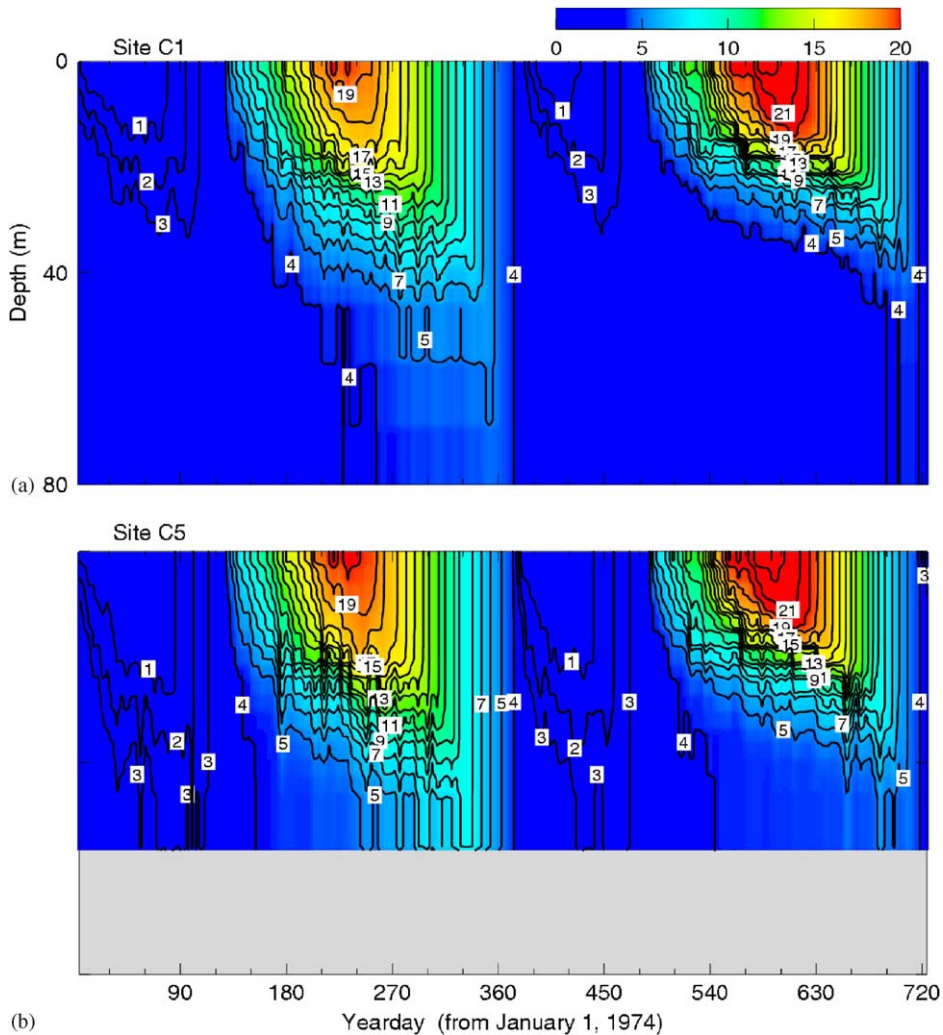 0 5 10 15 20
Site C1
0
40
(a) 80
Depth (m)
1 2 3 4 19 17 15 13 11 9 7 5 4 4
1 2 3 21 19 13 9 7 5 4 4 4
Site C5
1 2 3 3 3 4 5 19 15 13 11 9 7 5 7 5 4
1 3 2 3 3 4 21 19 15 13 9 7 5 5 4 3
90 180 270 360 450 540 630 720
(b) Yearday (from January 1, 1974)